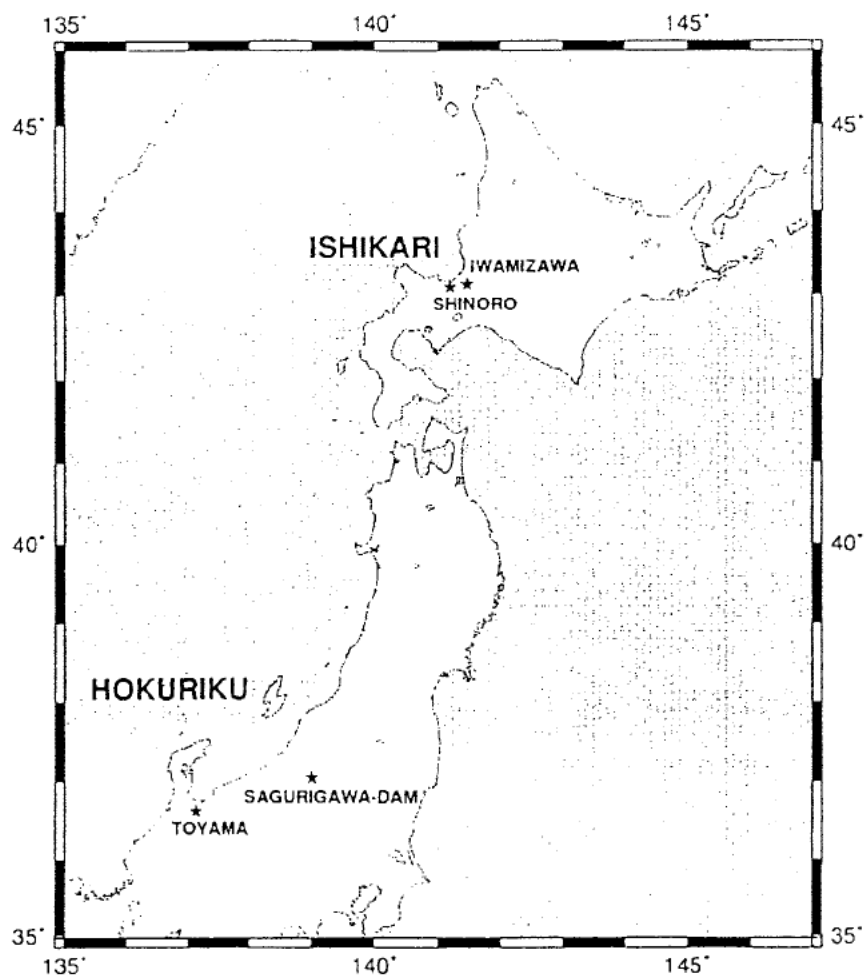 135° 140° 145°
45° 45°
ISHIKARI
IWAMIZAWA
SHINORO
40° 40°
HOKURIKU
SAGURIGAWA-DAM
TOYAMA
35° 35°
135° 140° 145°